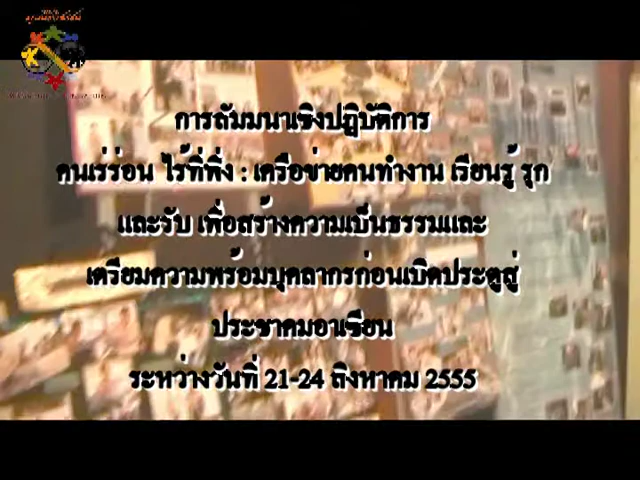 การสัมมนาเชิงปฏิบัติการ
คนเร่ร่อน ไร้ที่พึ่ง : เครือข่ายคนทำงาน เรียนรู้ รุก
และรับ เพื่อสร้างความเป็นธรรมและ
เตรียมความพร้อมบุคลากรก่อนเปิดประตูสู่
ประชาคมอาเซียน
ระหว่างวันที่ 21-24 สิงหาคม 2555